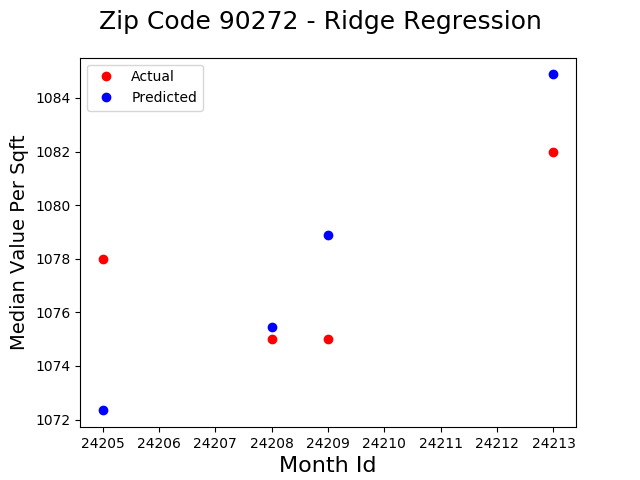 Zip Code 90272 - Ridge Regression
Actual
Predicted
Median Value Per Sqft
1084
1082
1080
1078
1076
1074
1072
24205 24206 24207 24208 24209 24210 24211 24212 24213
Month Id